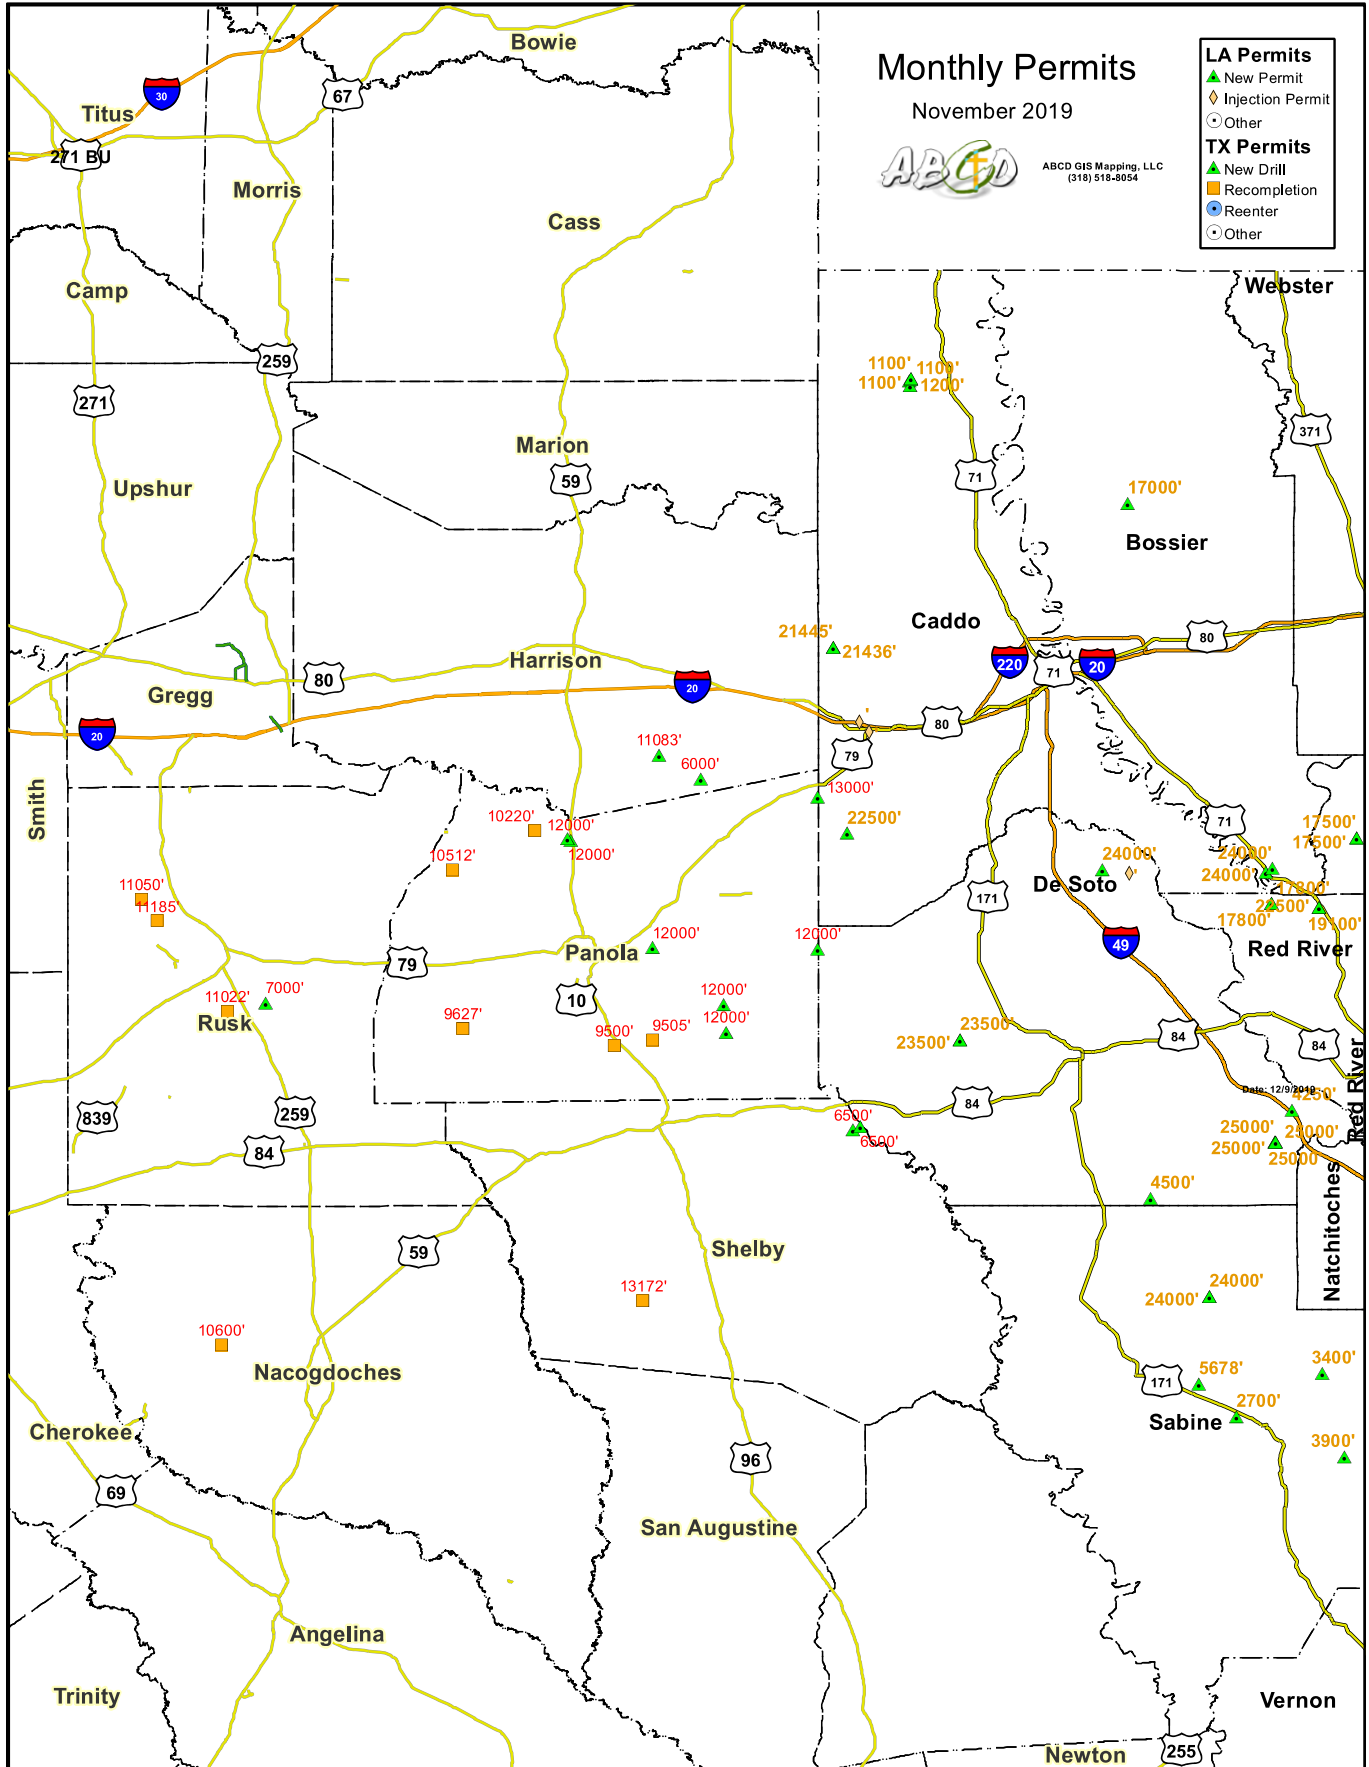 Monthly Permits
November 2019
ABCD
ABCD GIS Mapping, LLC
(318) 518-8054
LA Permits
New Permit
Injection Permit
Other
TX Permits
New Drill
Recompletion
Reenter
Other
Bowie
67
30
Titus
271 BU
Morris
Cass
Camp
Webster
259
271
1100' 1100'
1100' 1200'
371
Marion
59
71
Upshur
17000'
Bossier
Caddo
21445'
21436'
80
Harrison
220
71
20
Gregg
80
20
80
20
79
11083'
6000'
13000'
22500'
Smith
10220'
12000'
12000'
10512'
71
17500'
17500'
24000'
24000'
24000'
De Soto
11050'
11185'
171
17800'
22500'
17800'
19100'
49
Red River
12000'
12000'
Panola
79
10
7000'
11022'
Rusk
12000'
12000'
9627'
9500'
9505'
23500'
23500'
84
84
Red River
Date: 12/9/2019
4250'
839
259
84
84
6500'
6500'
25000'
25000'
25000'
25000
4500'
Natchitoches
59
Shelby
13172'
24000'
24000'
10600'
Nacogdoches
3400'
5678'
171
2700'
Sabine
3900'
Cherokee
96
69
San Augustine
Angelina
Trinity
Vernon
Newton
255